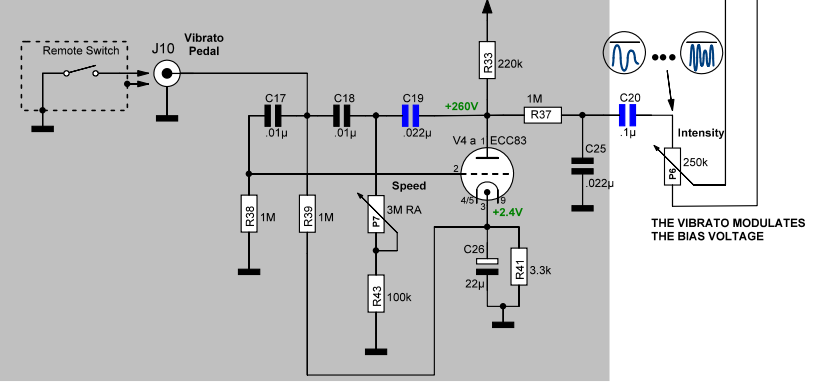 Remote Switch
J10
Vibrato
Pedal
R33
220k
C17
.01µ
C18
.01µ
C19
.022µ
+260V
1M
R37
C20
.1µ
Intensity
P6
250k
C25
.022µ
V4 a
1
ECC83
2
4/5
9
3
+2.4V
Speed
P7
3M RA
R38
1M
R39
1M
R43
100k
C26
22µ
R41
3.3k
THE VIBRATO MODULATES
THE BIAS VOLTAGE